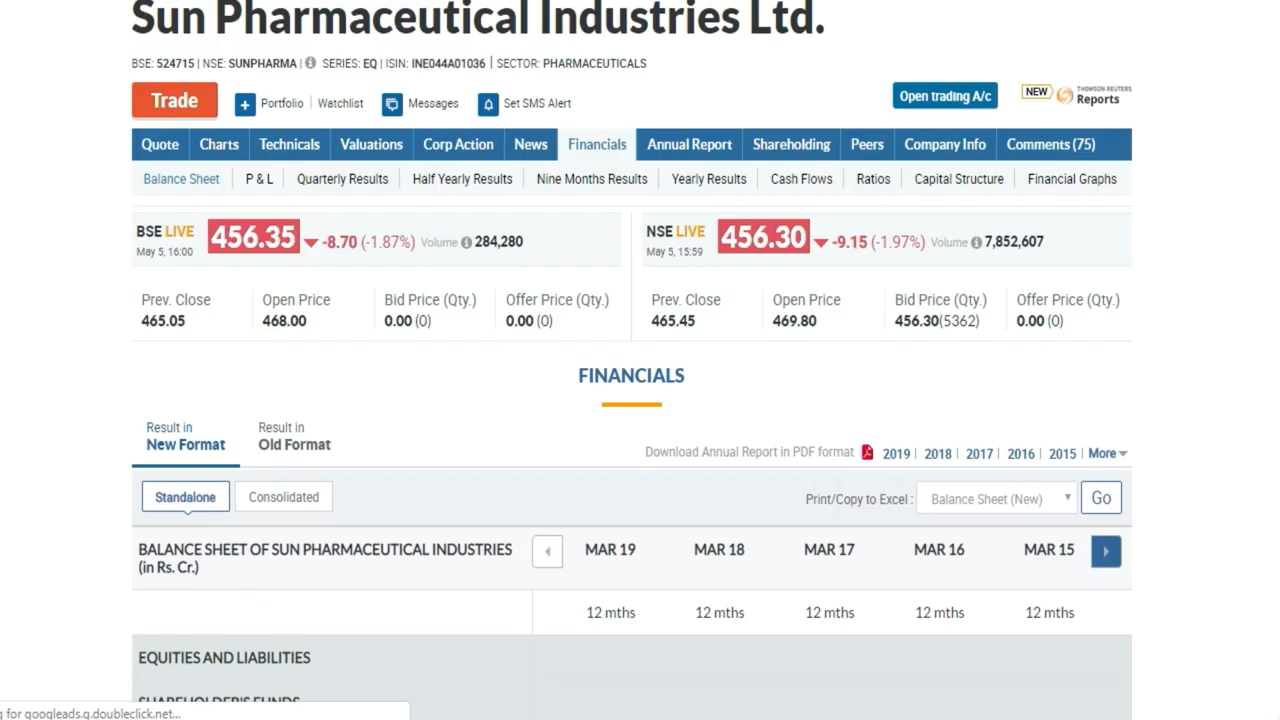 Sun Pharmaceutical Industries Ltd.
BSE: 524715 | NSE: SUNPHARMA | SERIES: EQ | ISIN: INE044A01036 | SECTOR: PHARMACEUTICALS
Trade + Portfolio | Watchlist Messages Set SMS Alert Open trading A/c NEW THOMSON REUTERS Reports
Quote Charts Technicals Valuations Corp Action News Financials Annual Report Shareholding Peers Company Info Comments (75)
Balance Sheet P & L Quarterly Results Half Yearly Results Nine Months Results Yearly Results Cash Flows Ratios Capital Structure Financial Graphs
BSE LIVE 456.35 -8.70 (-1.87%) Volume 284,280
May 5, 16:00
NSE LIVE 456.30 -9.15 (-1.97%) Volume 7,852,607
May 5, 15:59
Prev. Close Open Price Bid Price (Qty.) Offer Price (Qty.)
465.05 468.00 0.00 (0) 0.00 (0)
Prev. Close Open Price Bid Price (Qty.) Offer Price (Qty.)
465.45 469.80 456.30(5362) 0.00 (0)
FINANCIALS
Result in New Format
Result in Old Format
Download Annual Report in PDF format 2019 | 2018 | 2017 | 2016 | 2015 | More
Standalone Consolidated Print/Copy to Excel : Balance Sheet (New) Go
BALANCE SHEET OF SUN PHARMACEUTICAL INDUSTRIES (in Rs. Cr.) MAR 19 MAR 18 MAR 17 MAR 16 MAR 15
12 mths 12 mths 12 mths 12 mths 12 mths
EQUITIES AND LIABILITIES
SHAREHOLDER'S FUNDS
g for googleads.g.doubleclick.net...